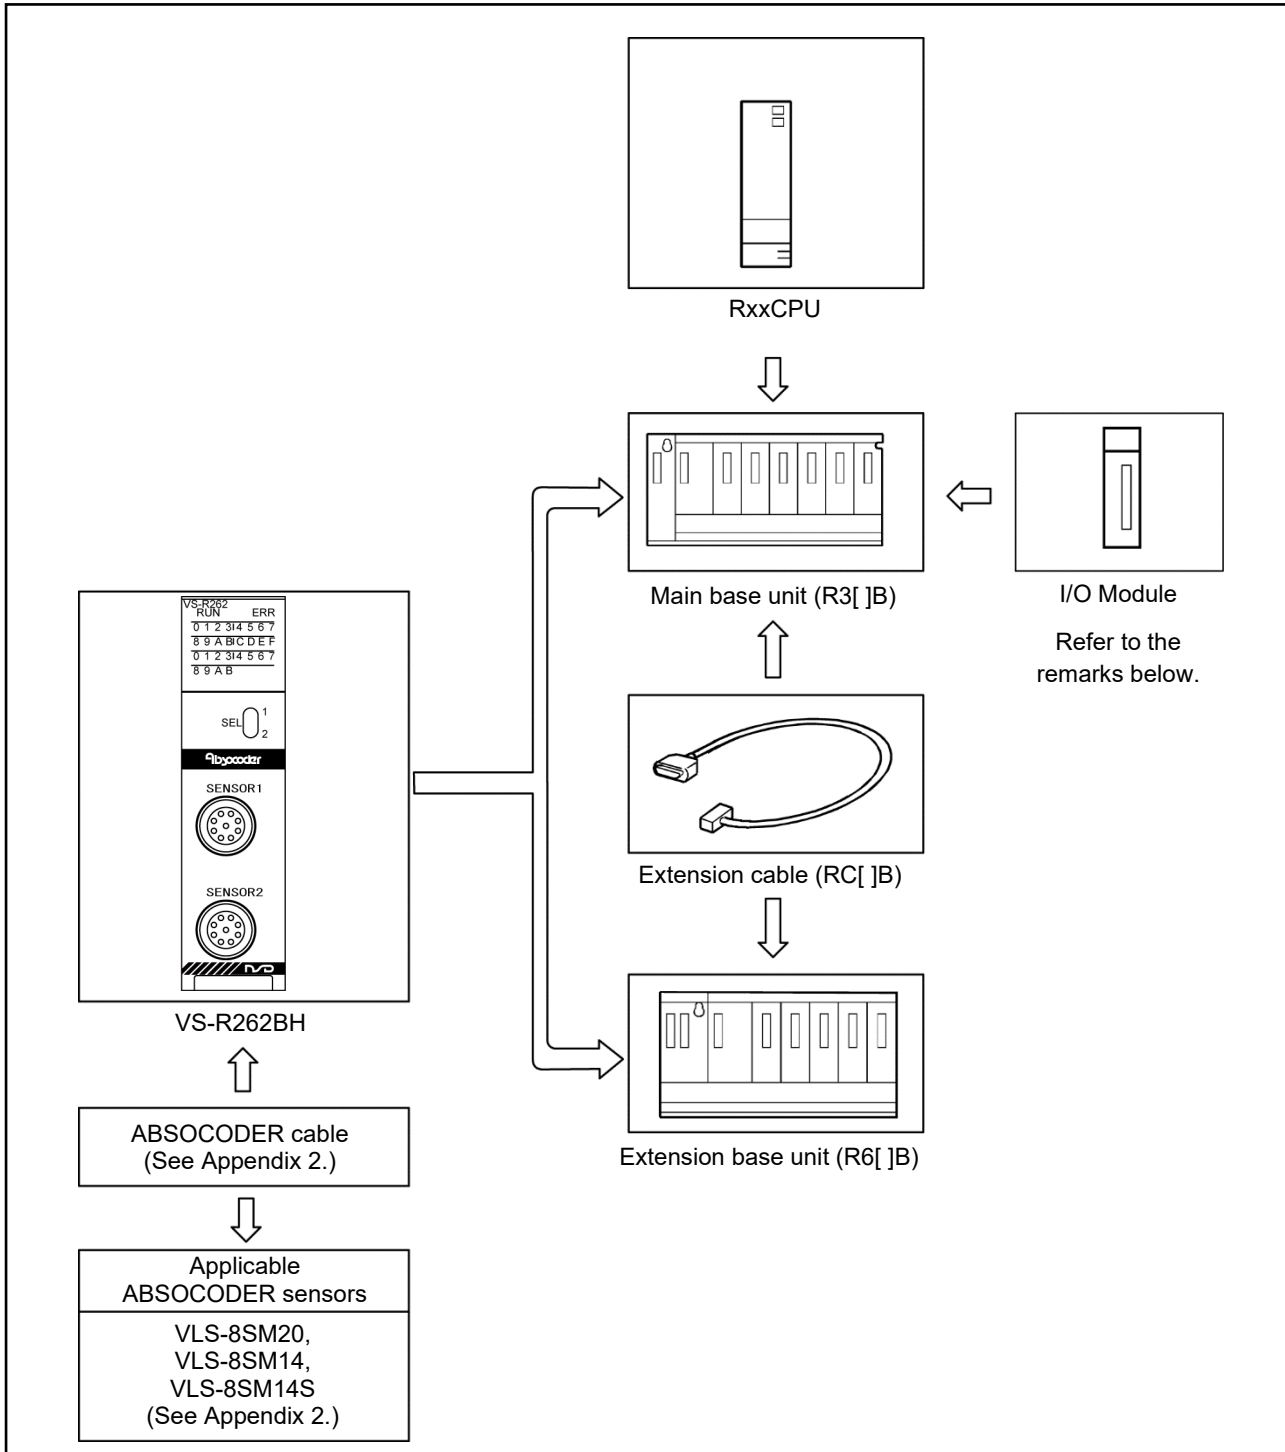 RxxCPU
Main base unit (R3[ ]B)
I/O Module
Refer to the
remarks below.
VS-R262
RUN ERR
0 1 2 3 4 5 6 7
8 9 A B C D E F
0 1 2 3 4 5 6 7
8 9 A B
SEL 1
2
Absocoder
SENSOR1
SENSOR2
NSD
VS-R262BH
Extension cable (RC[ ]B)
Extension base unit (R6[ ]B)
ABSOCODER cable
(See Appendix 2.)
Applicable
ABSOCODER sensors
VLS-8SM20,
VLS-8SM14,
VLS-8SM14S
(See Appendix 2.)